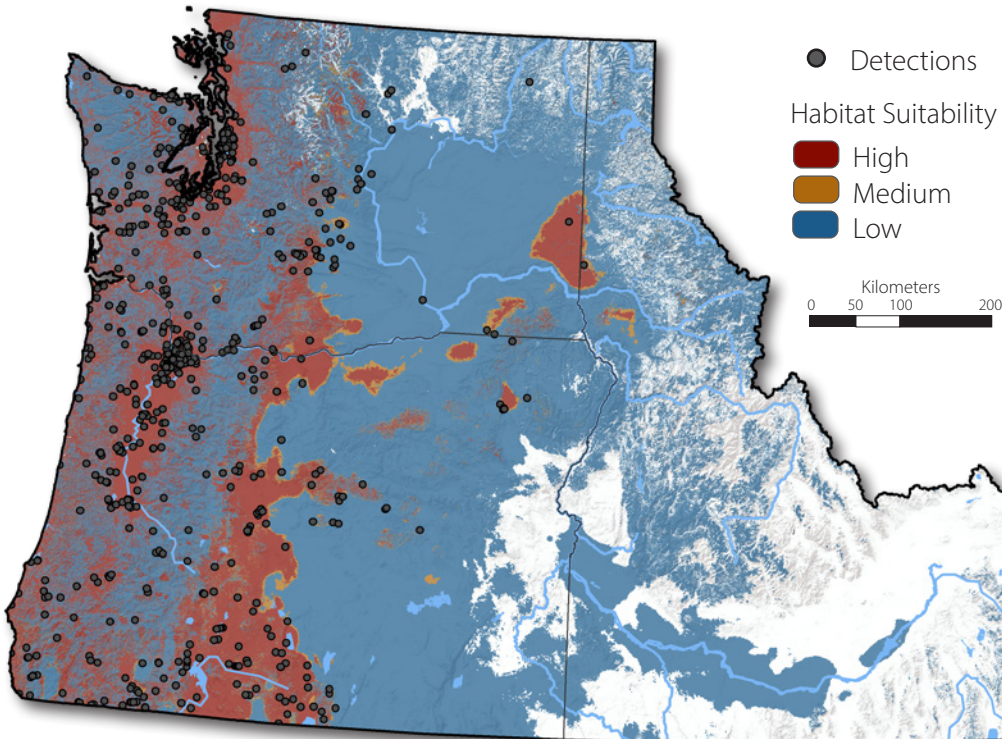 Detections
Habitat Suitability
High
Medium
Low
Kilometers
0 50 100 200